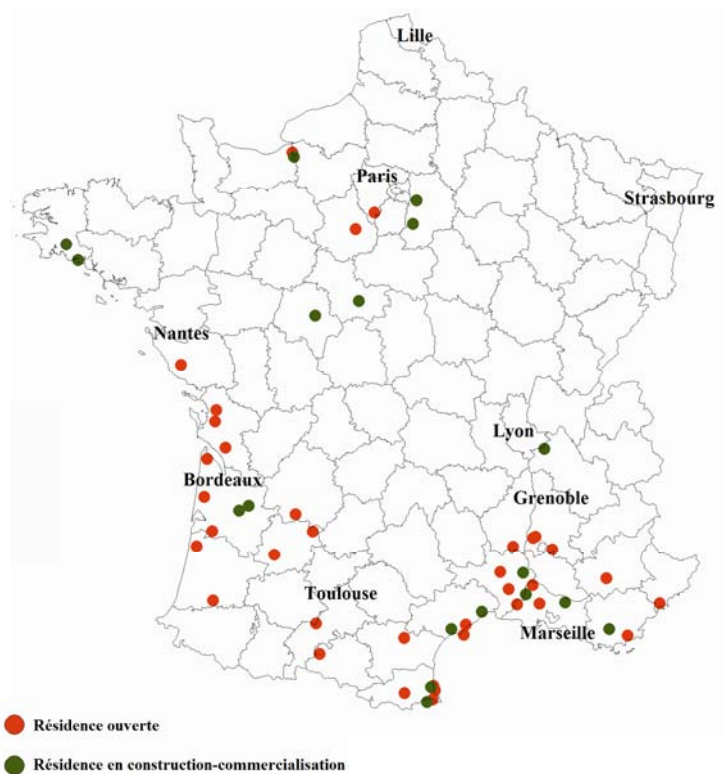 Lille
Paris
Strasbourg
Nantes
Lyon
Bordeaux
Grenoble
Toulouse
Marseille
Résidence ouverte
Résidence en construction-commercialisation